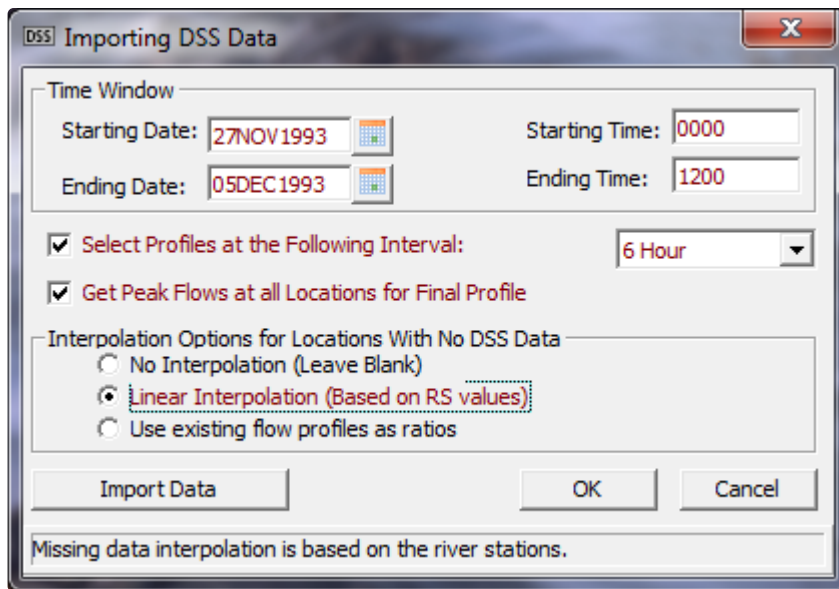 DSS Importing DSS Data
Time Window
Starting Date: 27NOV1993 Starting Time: 0000
Ending Date: 05DEC1993 Ending Time: 1200
Select Profiles at the Following Interval: 6 Hour
Get Peak Flows at all Locations for Final Profile
Interpolation Options for Locations With No DSS Data
No Interpolation (Leave Blank)
Linear Interpolation (Based on RS values)
Use existing flow profiles as ratios
Import Data OK Cancel
Missing data interpolation is based on the river stations.